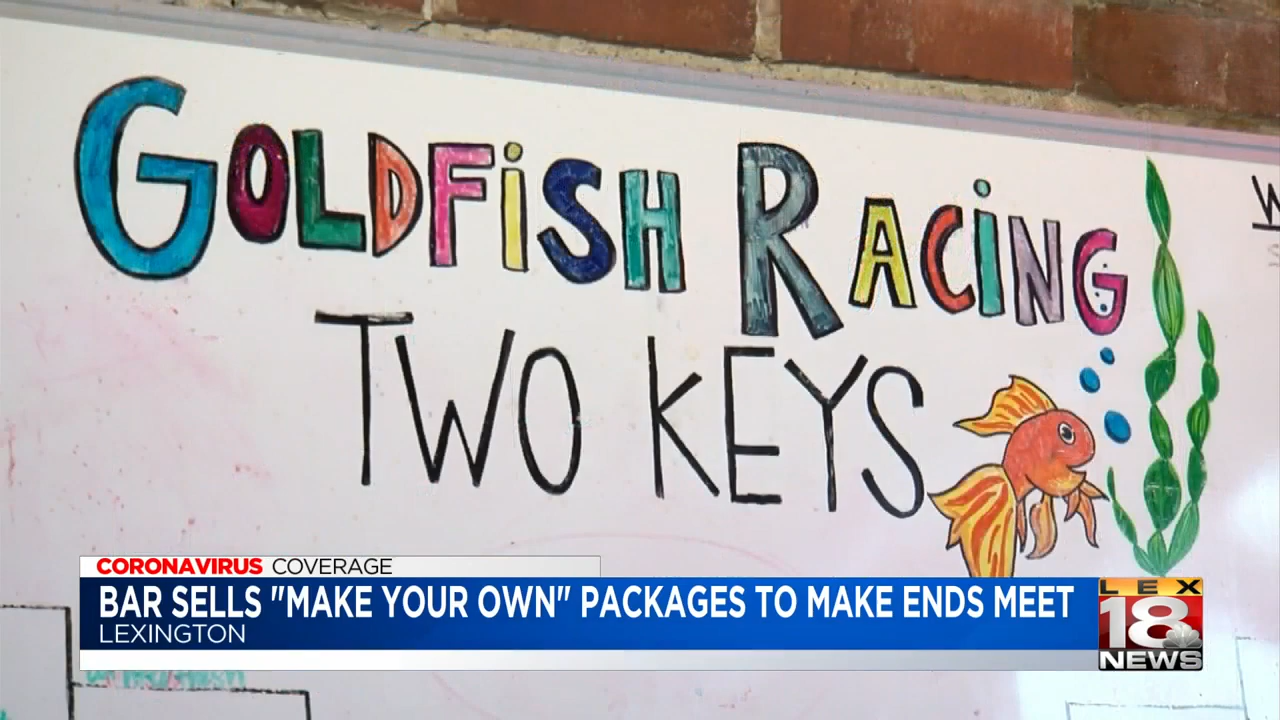 GOLDFiSH RACiNG
TWO KEYS
CORONAVIRUS COVERAGE
BAR SELLS "MAKE YOUR OWN" PACKAGES TO MAKE ENDS MEET
LEXINGTON
LEX
18
NEWS